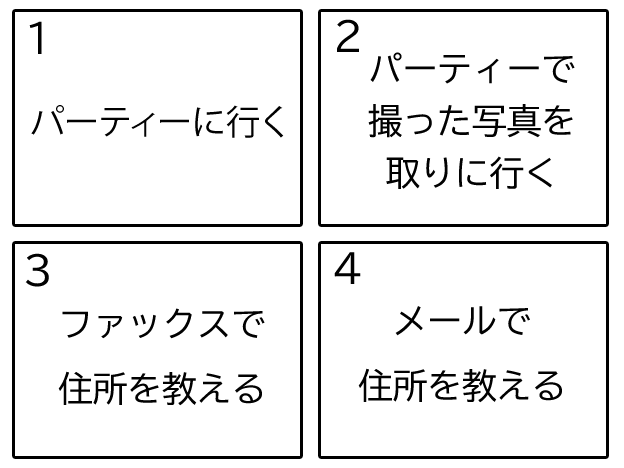 1
パーティーに行く
2
パーティーで
撮った写真を
取りに行く
3
ファックスで
住所を教える
4
メールで
住所を教える